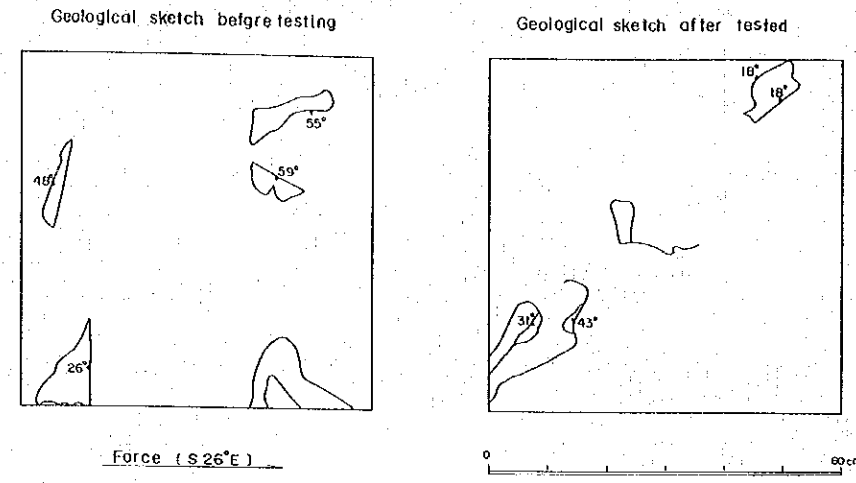 Geological sketch before testing
Geological sketch after tested
55°
59°
48°
26°
18°
18°
31°
43°
Force ( S 26°E )
0
60cm